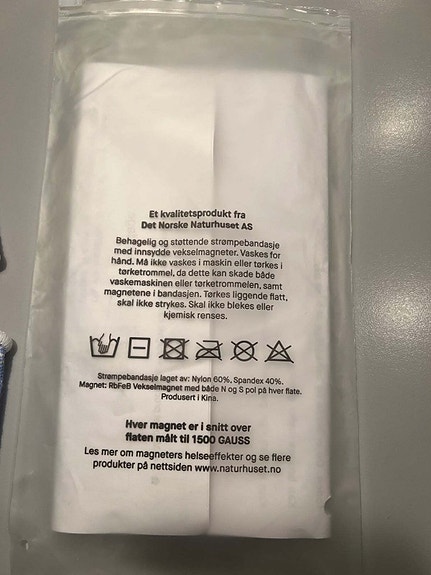 Et kvalitetsprodukt fra
Det Norske Naturhuset AS
Behagelig og støttende strømpebandasje
med innsydde vekselmagneter. Vaskes for
hånd. Må ikke vaskes i maskin eller tørkes i
tørketrommel, da dette kan skade både
vaskemaskinen eller tørketrommelen, samt
magnetene i bandasjen. Tørkes liggende flatt,
skal ikke strykes. Skal ikke blekes eller
kjemisk renses.
Strømpebandasje laget av: Nylon 60%. Spandex 40%.
Magnet: RbFeB Vekselmagnet med både N og S pol på hver flate.
Produsert i Kina.
Hver magnet er i snitt over
flaten målt til 1500 GAUSS
Les mer om magneters helseeffekter og se flere
produkter på nettsiden www.naturhuset.no